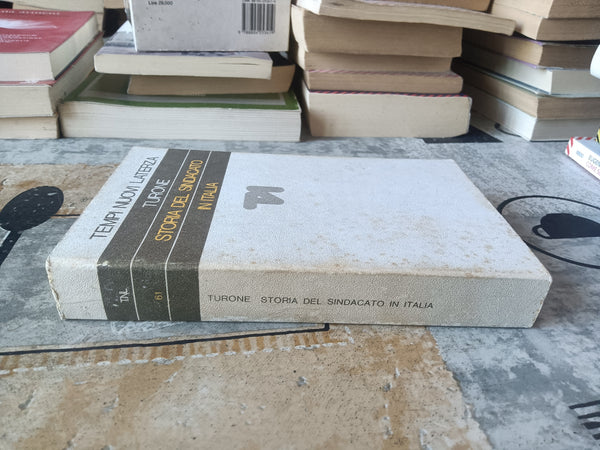 TEMPI NUOVI LATERZA
TURONE
STORIA DEL SINDACATO
IN ITALIA
TNL
61
TURONE STORIA DEL SINDACATO IN ITALIA